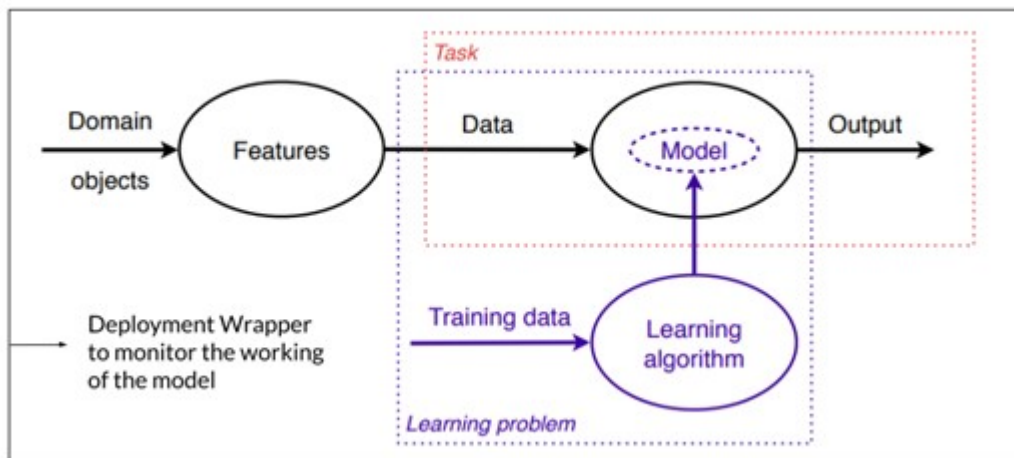 Task
Domain
objects
Features
Data
Model
Output
Deployment Wrapper
to monitor the working
of the model
Training data
Learning
algorithm
Learning problem